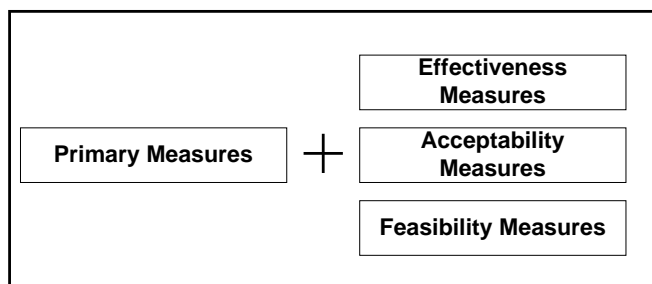 Primary Measures
Effectiveness
Measures
Acceptability
Measures
Feasibility Measures